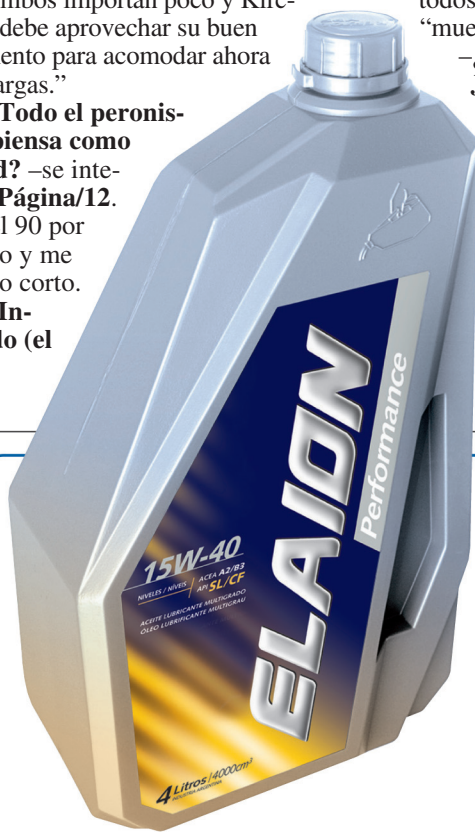 ambos importan poco y Kirc-
debe aprovechar su buen
ento para acomodar ahora
argas.”
Todo el peronis-
piensa como
d? –se inte-
Página/12.
l 90 por
o y me
o corto.
In-
lo (el
todos
“mue
ELAION
Performance
15W-40
NIVELES / NÍVEIS
ACEA A2/B3
API SL/CF
ACEITE LUBRICANTE MULTIGRADO
ÓLEO LUBRIFICANTE MULTIGRAU
4 Litros / 4000cm³
INDUSTRIA ARGENTINA